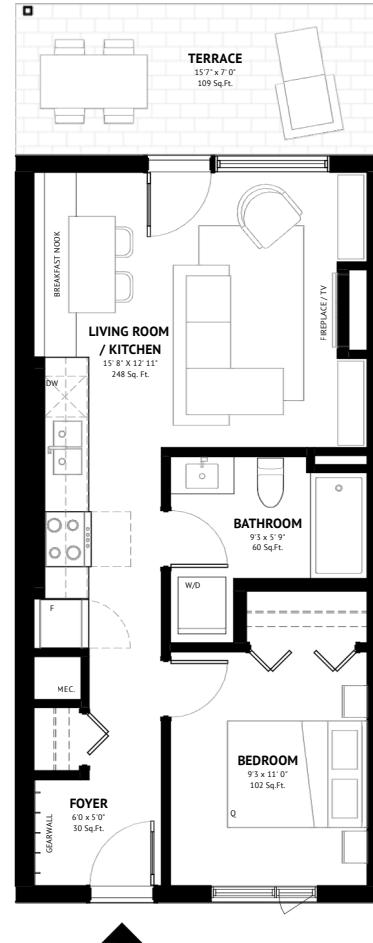 TERRACE
15'7" x 7' 0"
109 Sq.Ft.
BREAKFAST NOOK
FIREPLACE / TV
LIVING ROOM
/ KITCHEN
15' 8" X 12' 11"
248 Sq. Ft.
DW
BATHROOM
9'3 x 5' 9"
60 Sq.Ft.
W/D
F
MEC.
BEDROOM
9'3 x 11' 0"
102 Sq.Ft.
Q
FOYER
6'0 x 5'0"
30 Sq.Ft.
GEARWALL